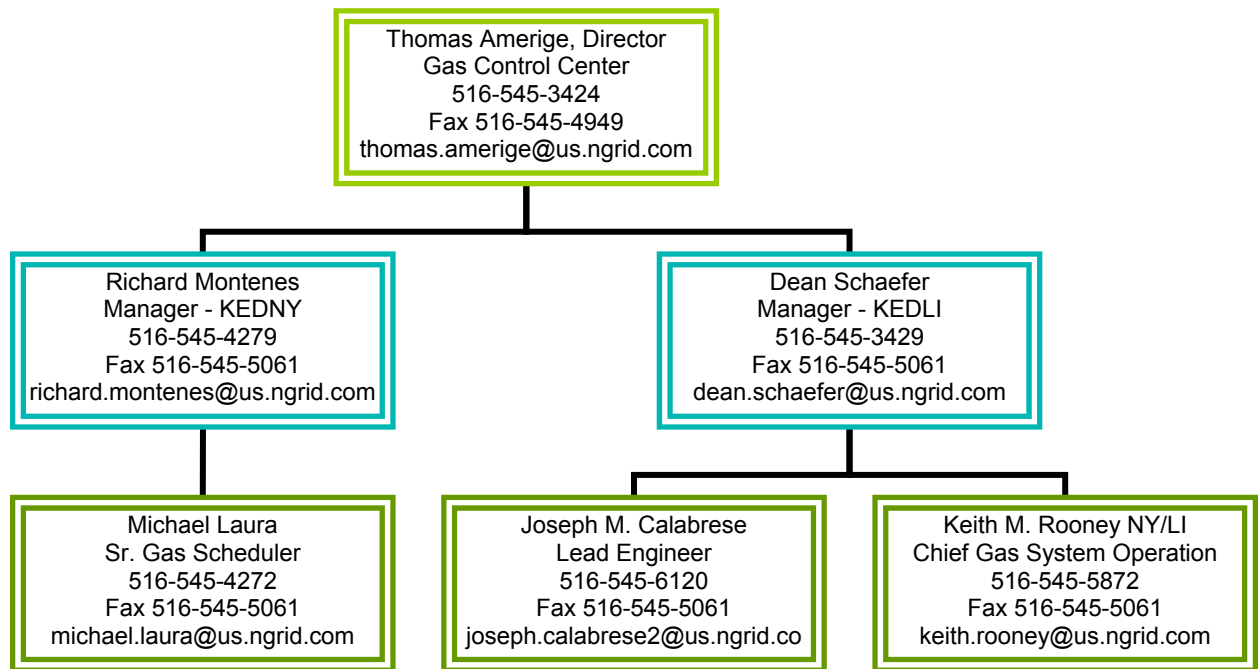 Thomas Amerige, Director
Gas Control Center
516-545-3424
Fax 516-545-4949
thomas.amerige@us.ngrid.com
Richard Montenes
Manager - KEDNY
516-545-4279
Fax 516-545-5061
richard.montenes@us.ngrid.com
Dean Schaefer
Manager - KEDLI
516-545-3429
Fax 516-545-5061
dean.schaefer@us.ngrid.com
Michael Laura
Sr. Gas Scheduler
516-545-4272
Fax 516-545-5061
michael.laura@us.ngrid.com
Joseph M. Calabrese
Lead Engineer
516-545-6120
Fax 516-545-5061
joseph.calabrese2@us.ngrid.co
Keith M. Rooney NY/LI
Chief Gas System Operation
516-545-5872
Fax 516-545-5061
keith.rooney@us.ngrid.com